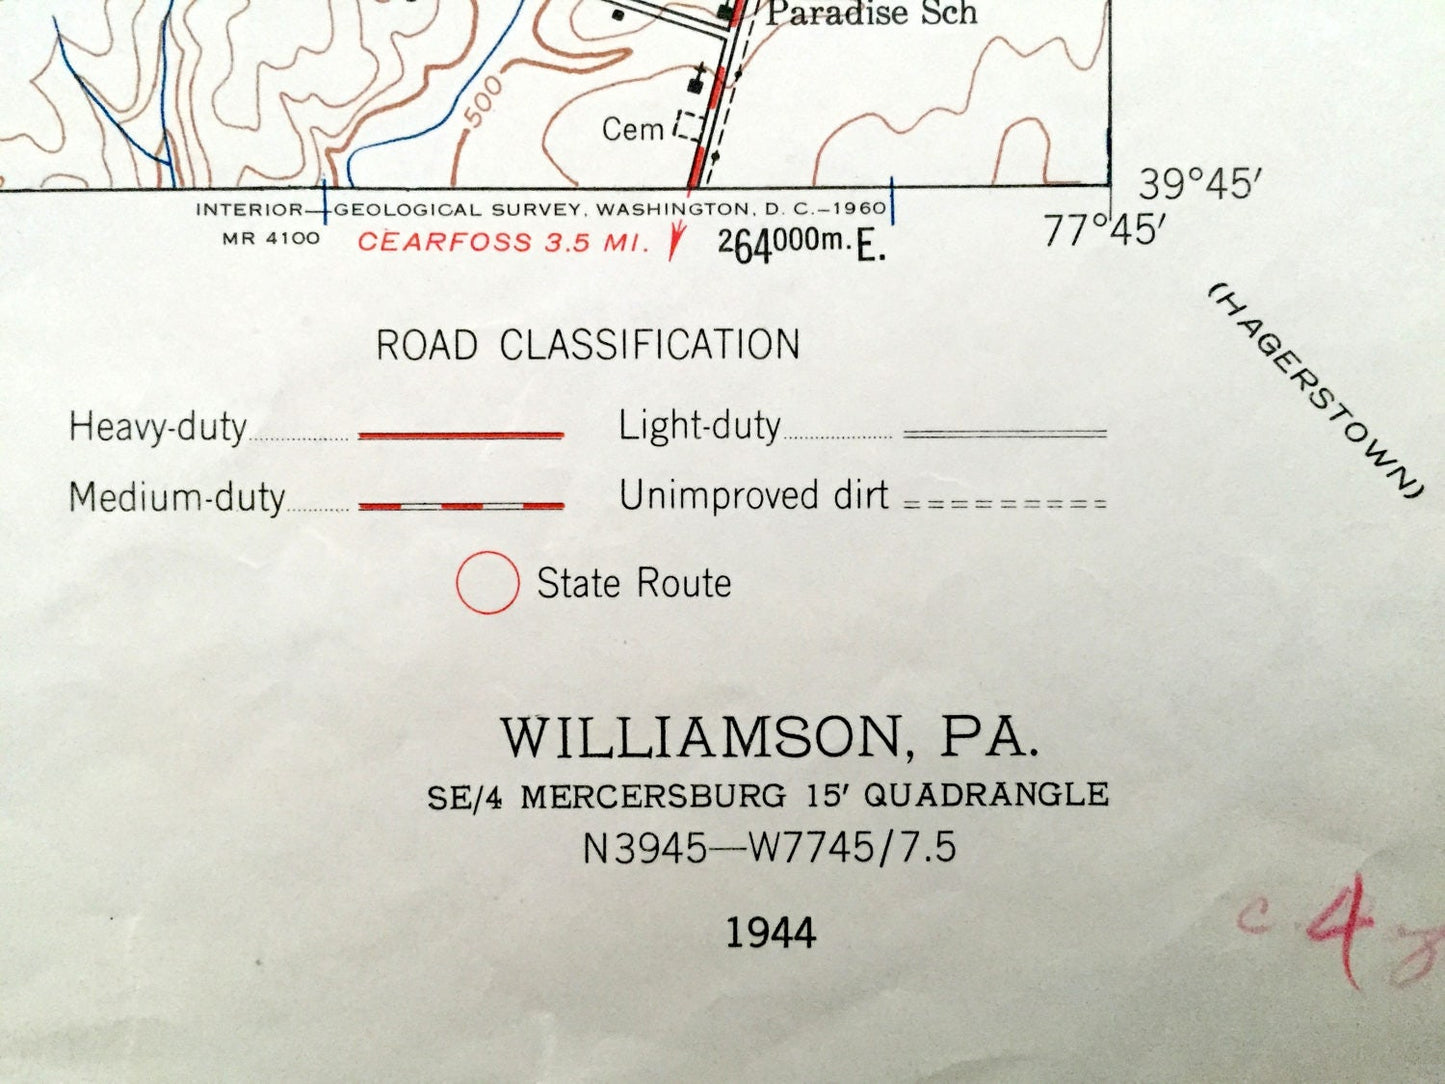 Paradise Sch
500
Cem
39°45′
INTERIOR—GEOLOGICAL SURVEY, WASHINGTON, D. C.—1960
77°45′
MR 4100 CEARFOSS 3.5 MI. 264000m.E.
(HAGERSTOWN)
ROAD CLASSIFICATION
Heavy-duty Light-duty
Medium-duty Unimproved dirt
State Route
WILLIAMSON, PA.
SE/4 MERCERSBURG 15′ QUADRANGLE
N3945—W7745/7.5
c 4
1944